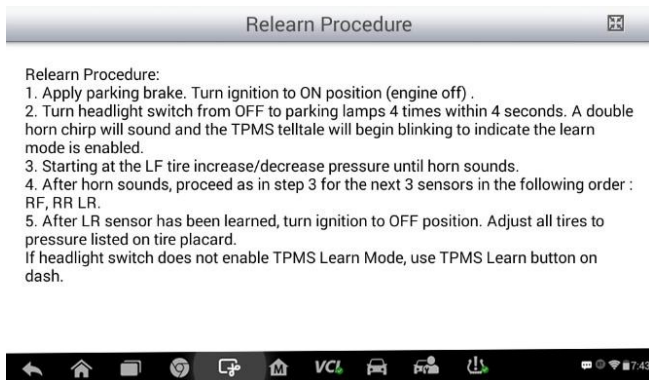 Relearn Procedure
Relearn Procedure:
1. Apply parking brake. Turn ignition to ON position (engine off) .
2. Turn headlight switch from OFF to parking lamps 4 times within 4 seconds. A double
horn chirp will sound and the TPMS telltale will begin blinking to indicate the learn
mode is enabled.
3. Starting at the LF tire increase/decrease pressure until horn sounds.
4. After horn sounds, proceed as in step 3 for the next 3 sensors in the following order :
RF, RR LR.
5. After LR sensor has been learned, turn ignition to OFF position. Adjust all tires to
pressure listed on tire placard.
If headlight switch does not enable TPMS Learn Mode, use TPMS Learn button on
dash.
M VCI 7:43